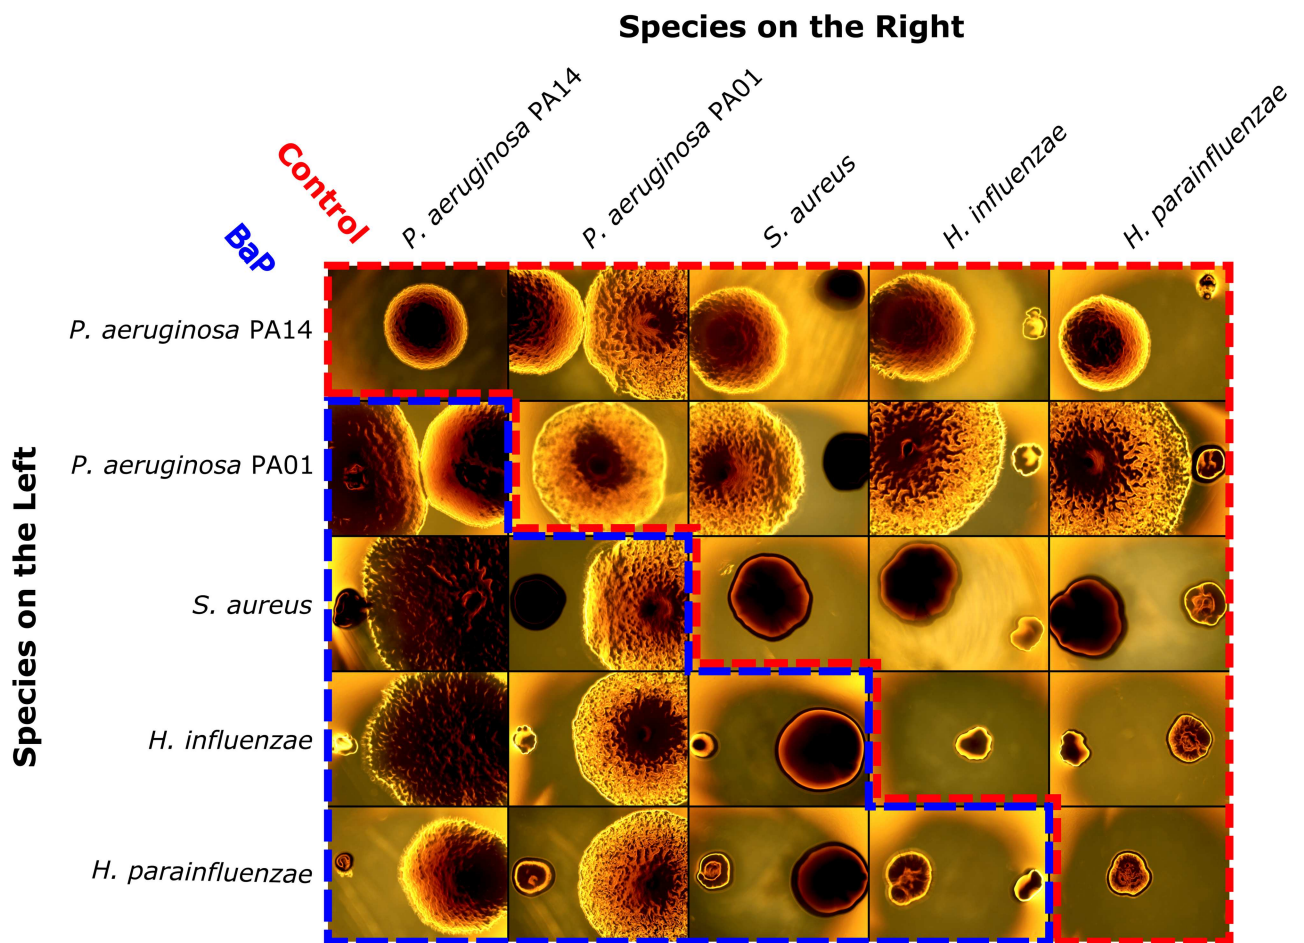 Species on the Right
P. aeruginosa PA14
P. aeruginosa PA01
S. aureus
H. influenzae
H. parainfluenzae
Control
BaP
Species on the Left
P. aeruginosa PA14
P. aeruginosa PA01
S. aureus
H. influenzae
H. parainfluenzae